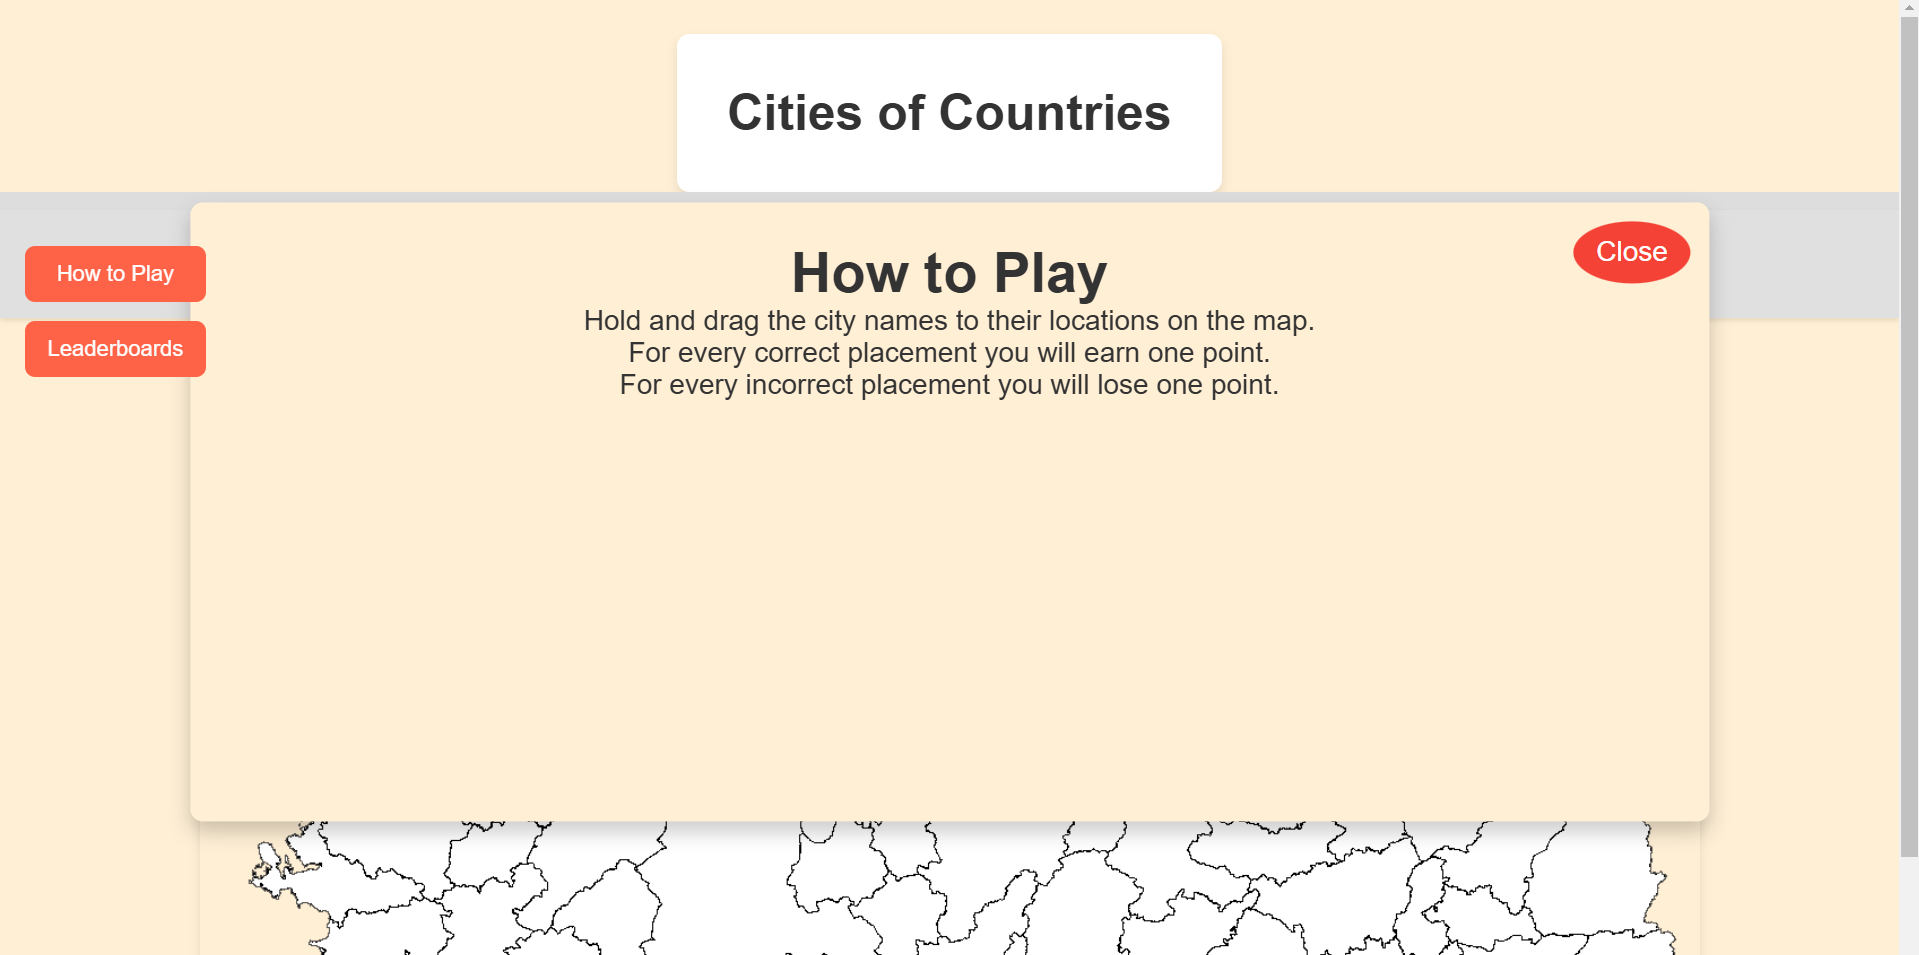 Cities of Countries
How to Play
Leaderboards
Close
How to Play
Hold and drag the city names to their locations on the map.
For every correct placement you will earn one point.
For every incorrect placement you will lose one point.